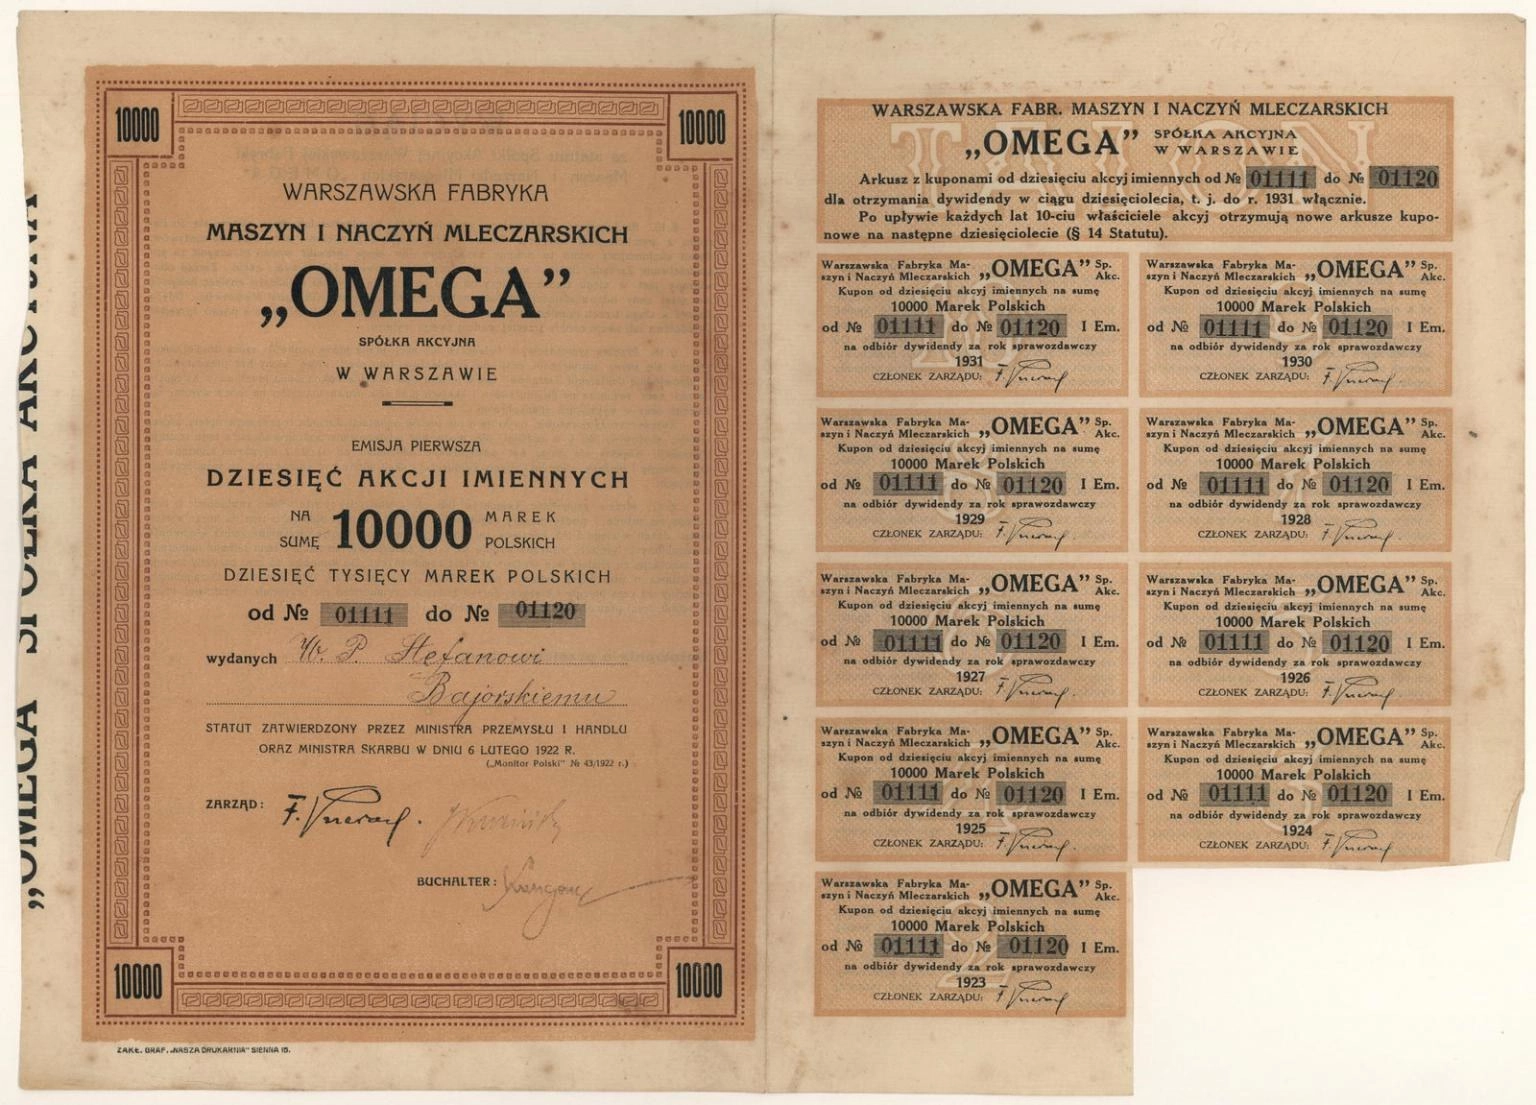 „OMEGA" SPÓŁKA AKCYJNA
10000
10000
WARSZAWSKA FABRYKA
MASZYN I NACZYŃ MLECZARSKICH
„OMEGA”
SPÓŁKA AKCYJNA
W WARSZAWIE
EMISJA PIERWSZA
DZIESIĘĆ AKCJI IMIENNYCH
NA SUMĘ 10000 MAREK POLSKICH
DZIESIĘĆ TYSIĘCY MAREK POLSKICH
od № 01111 do № 01120
wydanych W. P. Stefanowi
Bajorskiemu
STATUT ZATWIERDZONY PRZEZ MINISTRA PRZEMYSŁU I HANDLU
ORAZ MINISTRA SKARBU W DNIU 6 LUTEGO 1922 R.
(„Monitor Polski” № 43/1922 r.)
ZARZĄD:
BUCHALTER:
10000
10000
ZAKŁ. GRAF. „NASZA DRUKARNIA” SIENNA 15.
TALON
WARSZAWSKA FABR. MASZYN I NACZYŃ MLECZARSKICH
„OMEGA” SPÓŁKA AKCYJNA
W WARSZAWIE
Arkusz z kuponami od dziesięciu akcyj imiennych od № 01111 do № 01120
dla otrzymania dywidendy w ciągu dziesięciolecia, t. j. do r. 1931 włącznie.
Po upływie każdych lat 10-ciu właściciele akcyj otrzymują nowe arkusze kupo-
nowe na następne dziesięciolecie (§ 14 Statutu).
Warszawska Fabryka Ma-
szyn i Naczyń Mleczarskich „OMEGA” Sp. Akc.
Kupon od dziesięciu akcyj imiennych na sumę
10000 Marek Polskich
od № 01111 do № 01120 I Em.
na odbiór dywidendy za rok sprawozdawczy
1931
CZŁONEK ZARZĄDU:
Warszawska Fabryka Ma-
szyn i Naczyń Mleczarskich „OMEGA” Sp. Akc.
Kupon od dziesięciu akcyj imiennych na sumę
10000 Marek Polskich
od № 01111 do № 01120 I Em.
na odbiór dywidendy za rok sprawozdawczy
1930
CZŁONEK ZARZĄDU:
Warszawska Fabryka Ma-
szyn i Naczyń Mleczarskich „OMEGA” Sp. Akc.
Kupon od dziesięciu akcyj imiennych na sumę
10000 Marek Polskich
od № 01111 do № 01120 I Em.
na odbiór dywidendy za rok sprawozdawczy
1929
CZŁONEK ZARZĄDU:
Warszawska Fabryka Ma-
szyn i Naczyń Mleczarskich „OMEGA” Sp. Akc.
Kupon od dziesięciu akcyj imiennych na sumę
10000 Marek Polskich
od № 01111 do № 01120 I Em.
na odbiór dywidendy za rok sprawozdawczy
1928
CZŁONEK ZARZĄDU:
Warszawska Fabryka Ma-
szyn i Naczyń Mleczarskich „OMEGA” Sp. Akc.
Kupon od dziesięciu akcyj imiennych na sumę
10000 Marek Polskich
od № 01111 do № 01120 I Em.
na odbiór dywidendy za rok sprawozdawczy
1927
CZŁONEK ZARZĄDU:
Warszawska Fabryka Ma-
szyn i Naczyń Mleczarskich „OMEGA” Sp. Akc.
Kupon od dziesięciu akcyj imiennych na sumę
10000 Marek Polskich
od № 01111 do № 01120 I Em.
na odbiór dywidendy za rok sprawozdawczy
1926
CZŁONEK ZARZĄDU:
Warszawska Fabryka Ma-
szyn i Naczyń Mleczarskich „OMEGA” Sp. Akc.
Kupon od dziesięciu akcyj imiennych na sumę
10000 Marek Polskich
od № 01111 do № 01120 I Em.
na odbiór dywidendy za rok sprawozdawczy
1925
CZŁONEK ZARZĄDU:
Warszawska Fabryka Ma-
szyn i Naczyń Mleczarskich „OMEGA” Sp. Akc.
Kupon od dziesięciu akcyj imiennych na sumę
10000 Marek Polskich
od № 01111 do № 01120 I Em.
na odbiór dywidendy za rok sprawozdawczy
1924
CZŁONEK ZARZĄDU:
Warszawska Fabryka Ma-
szyn i Naczyń Mleczarskich „OMEGA” Sp. Akc.
Kupon od dziesięciu akcyj imiennych na sumę
10000 Marek Polskich
od № 01111 do № 01120 I Em.
na odbiór dywidendy za rok sprawozdawczy
1923
CZŁONEK ZARZĄDU: